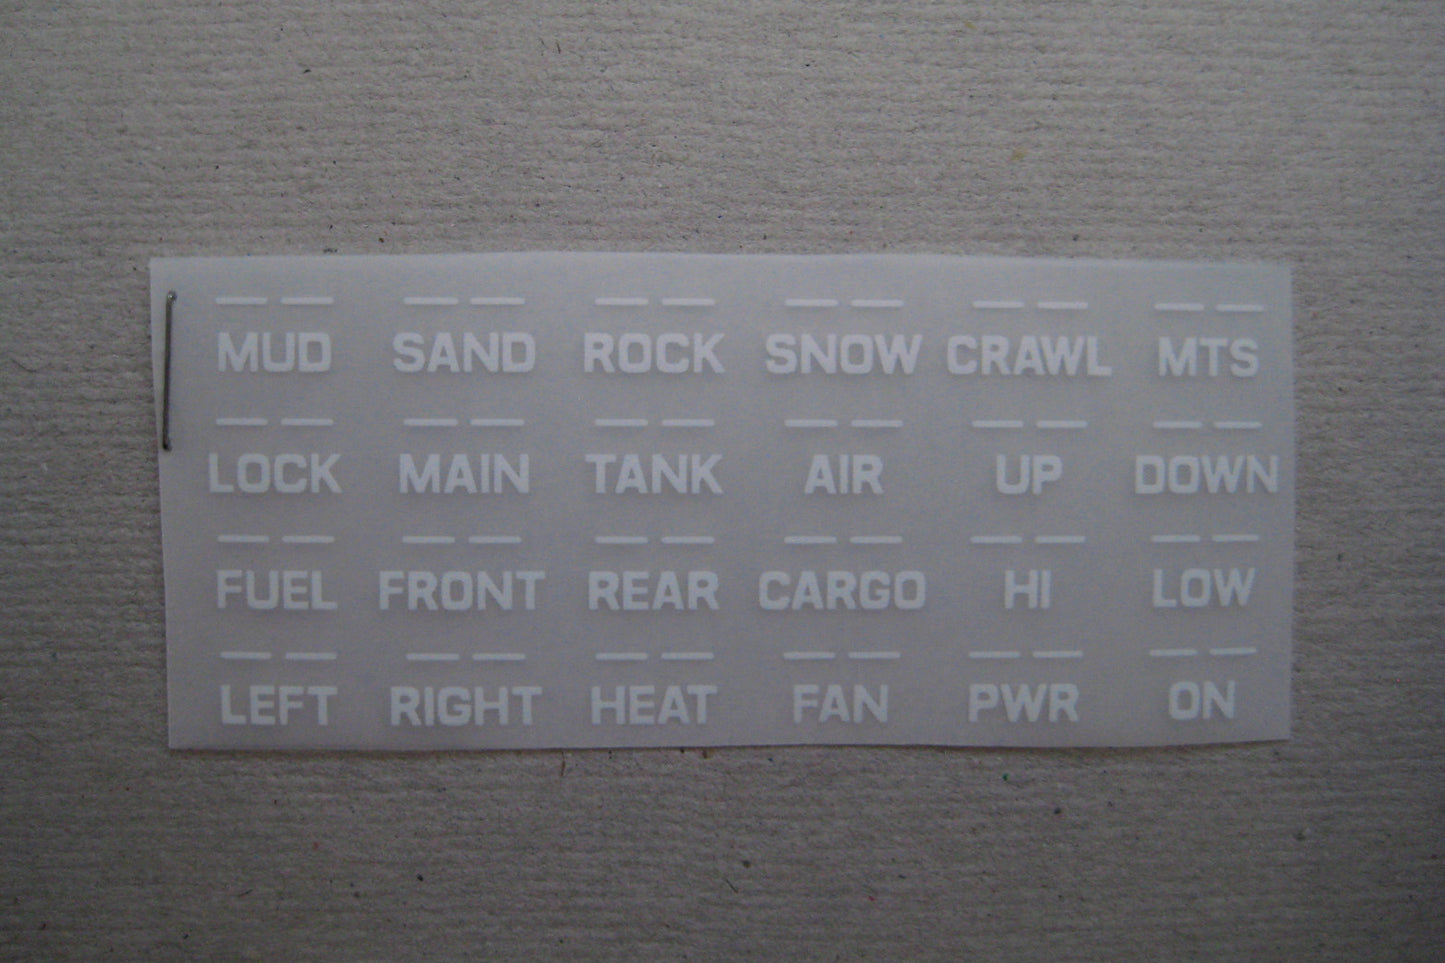 MUD SAND ROCK SNOW CRAWL MTS
LOCK MAIN TANK AIR UP DOWN
FUEL FRONT REAR CARGO HI LOW
LEFT RIGHT HEAT FAN PWR ON